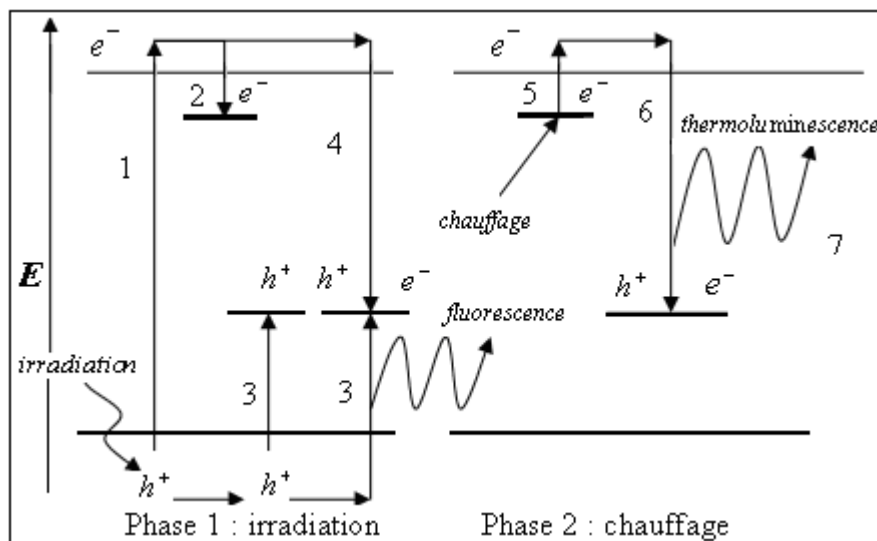 e⁻
e⁻
2 e⁻
5 e⁻
1
4
6
thermoluminescence
chauffage
7
E
h⁺ h⁺ e⁻
h⁺ e⁻
fluorescence
irradiation
3
3
h⁺ h⁺
Phase 1 : irradiation
Phase 2 : chauffage